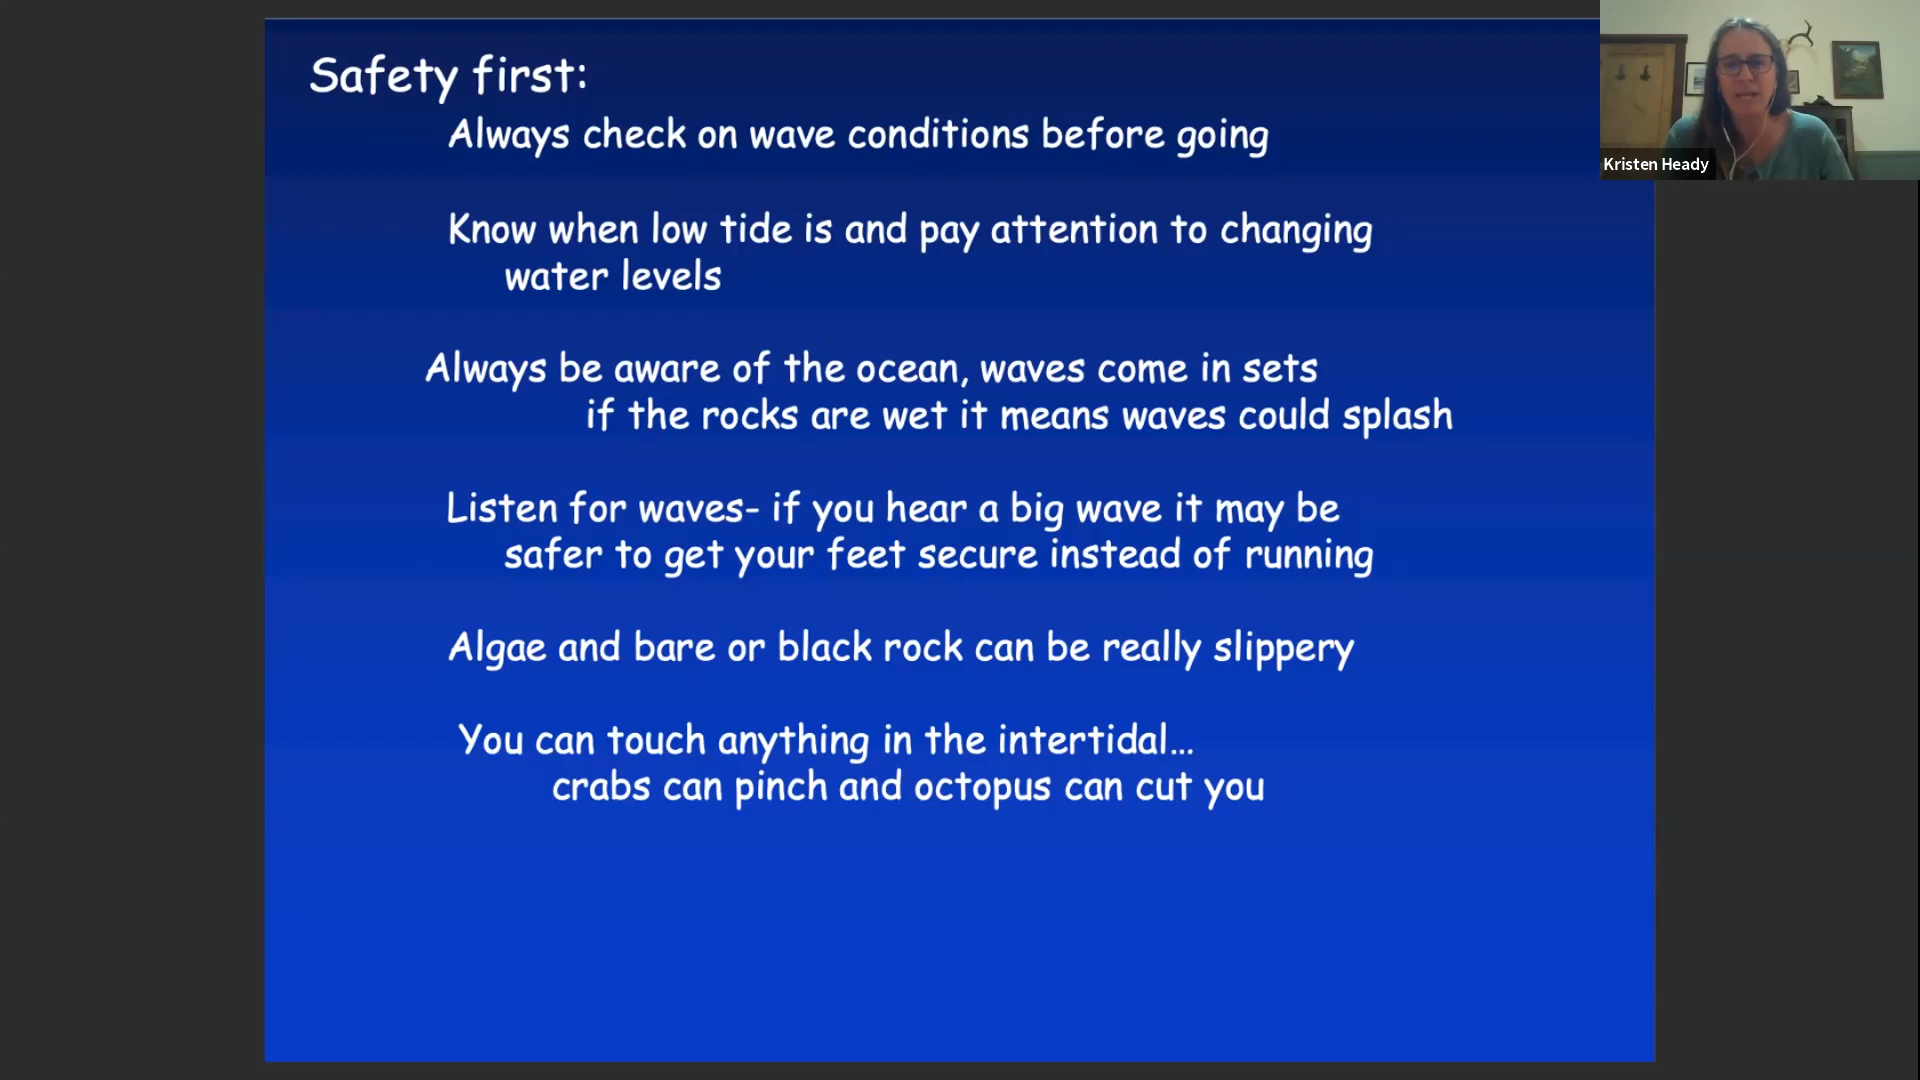 Safety first:
Always check on wave conditions before going
Know when low tide is and pay attention to changing
water levels
Always be aware of the ocean, waves come in sets
if the rocks are wet it means waves could splash
Listen for waves- if you hear a big wave it may be
safer to get your feet secure instead of running
Algae and bare or black rock can be really slippery
You can touch anything in the intertidal...
crabs can pinch and octopus can cut you
Kristen Heady